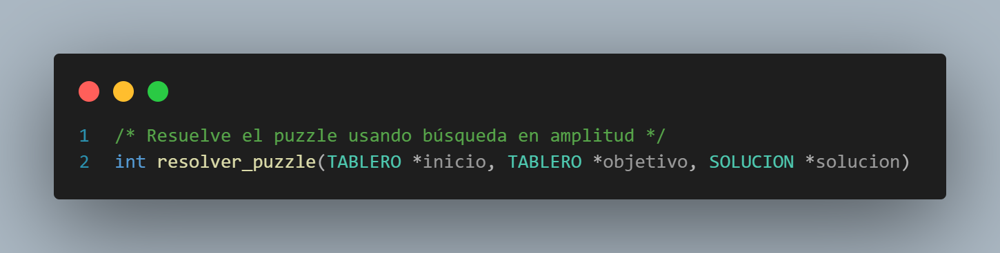 1 /* Resuelve el puzzle usando búsqueda en amplitud */
2 int resolver_puzzle(TABLERO *inicio, TABLERO *objetivo, SOLUCION *solucion)